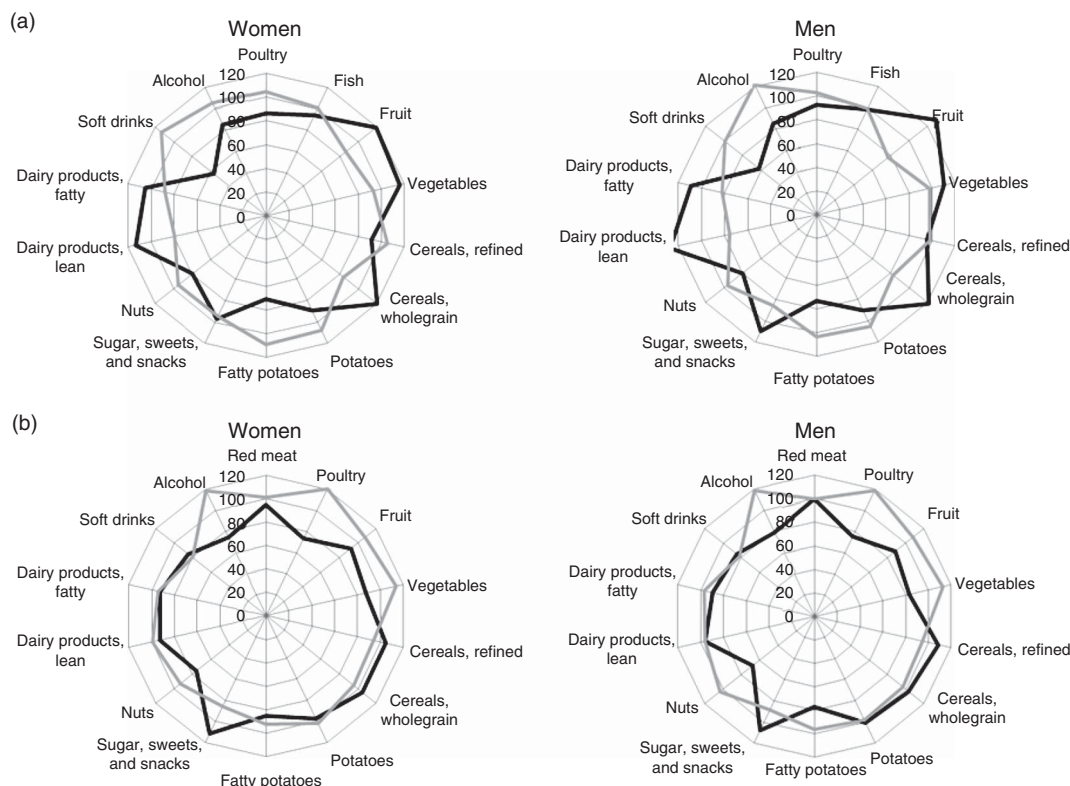 (a)
Women
Poultry
Fish
Fruit
Vegetables
Cereals, refined
Cereals,
wholegrain
Potatoes
Fatty potatoes
Sugar, sweets,
and snacks
Nuts
Dairy products,
lean
Dairy products,
fatty
Soft drinks
Alcohol
120
100
80
60
40
20
0
Men
Poultry
Fish
Fruit
Vegetables
Cereals, refined
Cereals,
wholegrain
Potatoes
Fatty potatoes
Sugar, sweets,
and snacks
Nuts
Dairy products,
lean
Dairy products,
fatty
Soft drinks
Alcohol
120
100
80
60
40
20
0
(b)
Women
Red meat
Poultry
Fruit
Vegetables
Cereals, refined
Cereals,
wholegrain
Potatoes
Fatty potatoes
Sugar, sweets,
and snacks
Nuts
Dairy products,
lean
Dairy products,
fatty
Soft drinks
Alcohol
120
100
80
60
40
20
0
Men
Red meat
Poultry
Fruit
Vegetables
Cereals, refined
Cereals,
wholegrain
Potatoes
Fatty potatoes
Sugar, sweets,
and snacks
Nuts
Dairy products,
lean
Dairy products,
fatty
Soft drinks
Alcohol
120
100
80
60
40
20
0